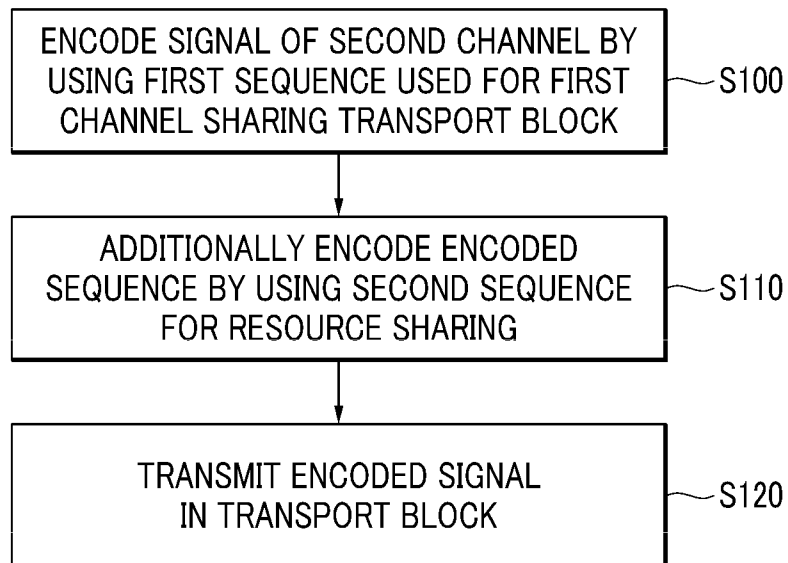 ENCODE SIGNAL OF SECOND CHANNEL BY
USING FIRST SEQUENCE USED FOR FIRST
CHANNEL SHARING TRANSPORT BLOCK
S100
ADDITIONALLY ENCODE ENCODED
SEQUENCE BY USING SECOND SEQUENCE
FOR RESOURCE SHARING
S110
TRANSMIT ENCODED SIGNAL
IN TRANSPORT BLOCK
S120